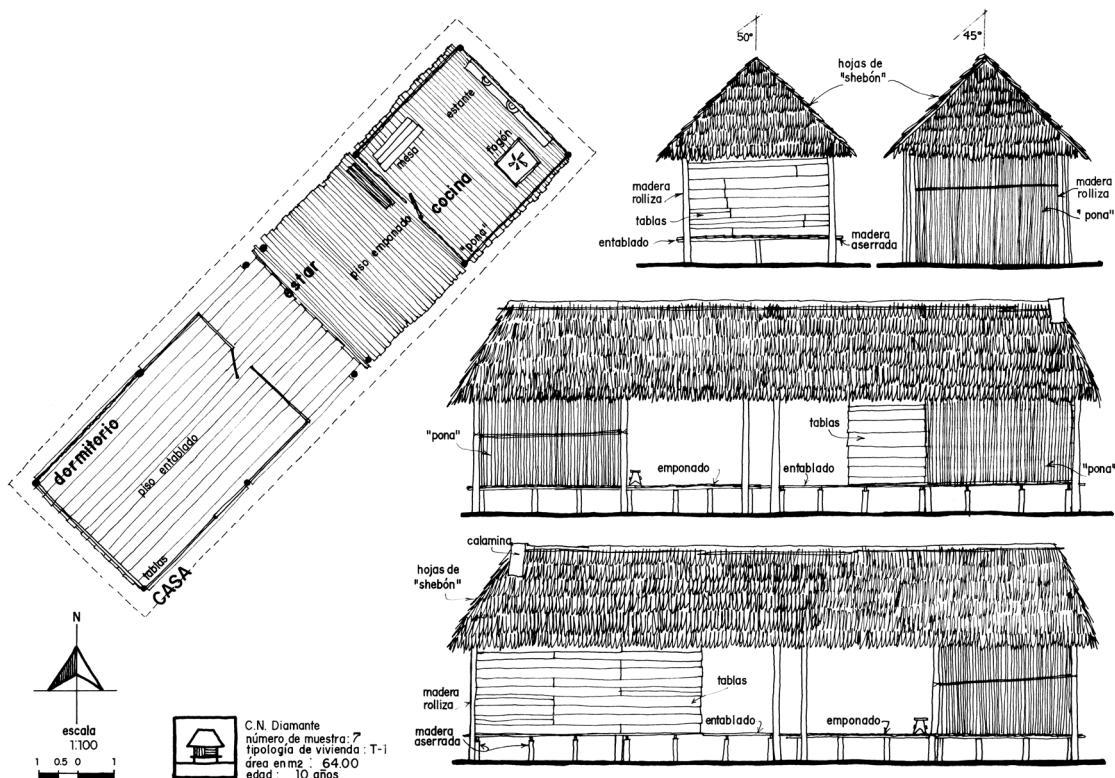 estante
mesa
fogón
cocina
"pona"
piso emponado
estar
dormitorio
piso entablado
tablas
CASA
N
escala
1:100
1 0.5 0 1
C.N. Diamante
número de muestra: 7
tipología de vivienda : T-i
área en m2 : 64.00
edad : 10 años
50°
45°
hojas de
"shebón"
madera
rolliza
tablas
entablado
madera
aserrada
madera
rolliza
"pona"
"pona"
emponado
entablado
tablas
"pona"
calamina
hojas de
"shebón"
madera
rolliza
madera
aserrada
tablas
entablado
emponado